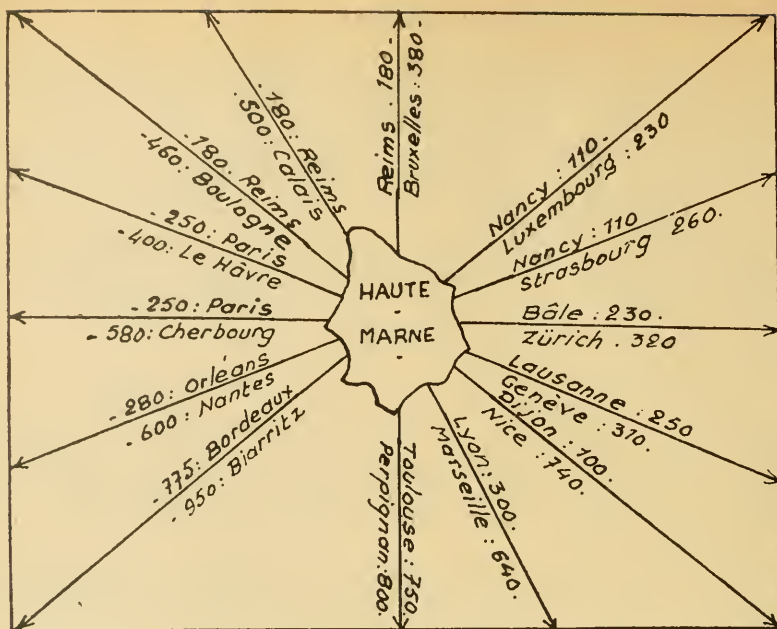 - 180: Reims
. 500: Calais
Reims . 180-
Bruxelles: 380-
- 180: Reims
- 460: Boulogne
Nancy : 110-
Luxembourg : 230
- 250: Paris
- 400: Le Hâvre
Nancy : 110
Strasbourg 260.
HAUTE
MARNE
- 250: Paris
- 580: Cherbourg
Bâle : 230.
Zürich . 320
- 280: Orléans
- 600: Nantes
Lausanne : 250
Genève : 310.
- 775: Bordeaux
- 950: Biarritz
Dijon : 100.
Nice : 740.
Toulouse : 750.
Perpignan: 800.
Lyon: 300.
Marseille : 640.